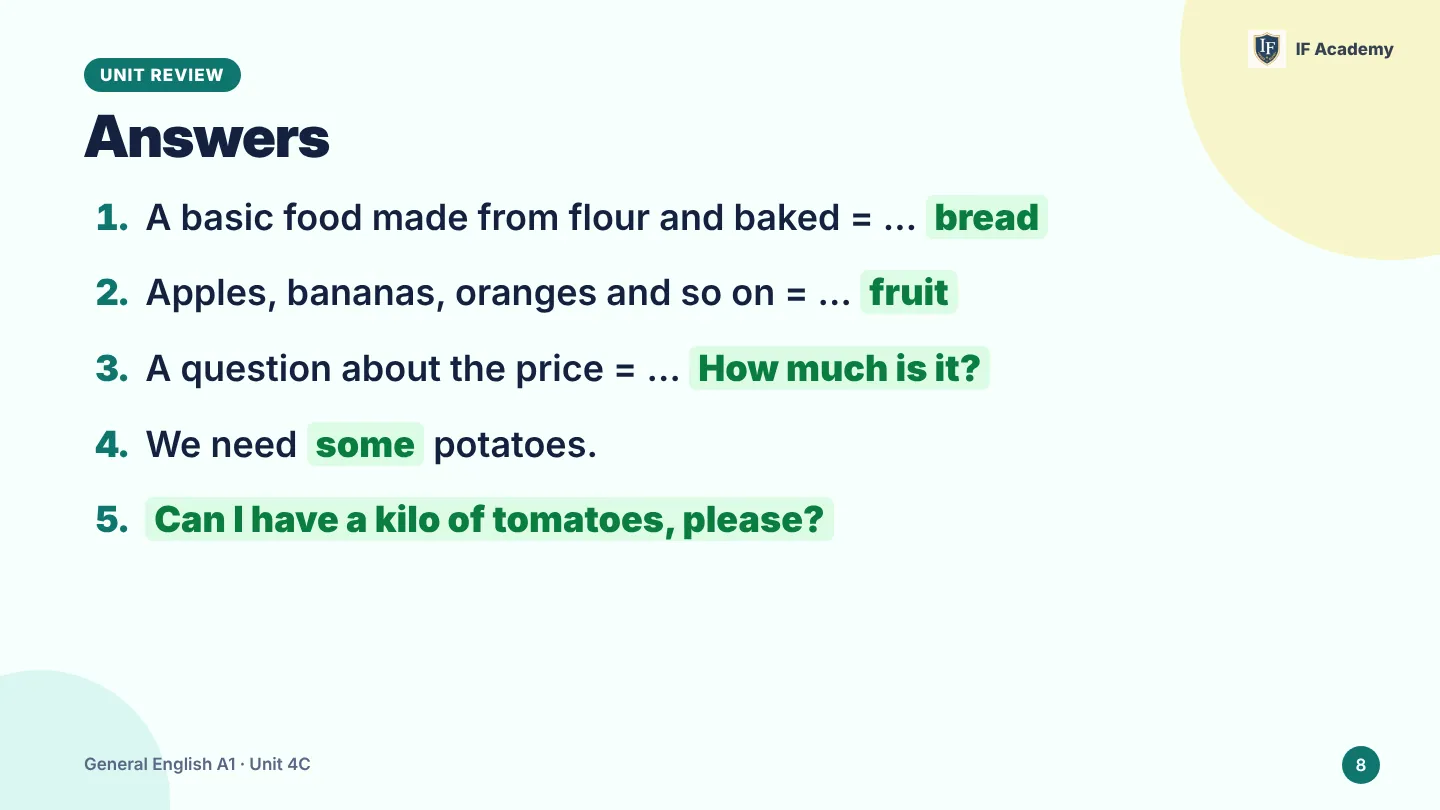 IF
IF Academy
UNIT REVIEW
Answers
1. A basic food made from flour and baked = ... bread
2. Apples, bananas, oranges and so on = ... fruit
3. A question about the price = ... How much is it?
4. We need some potatoes.
5. Can I have a kilo of tomatoes, please?
General English A1 · Unit 4C
8